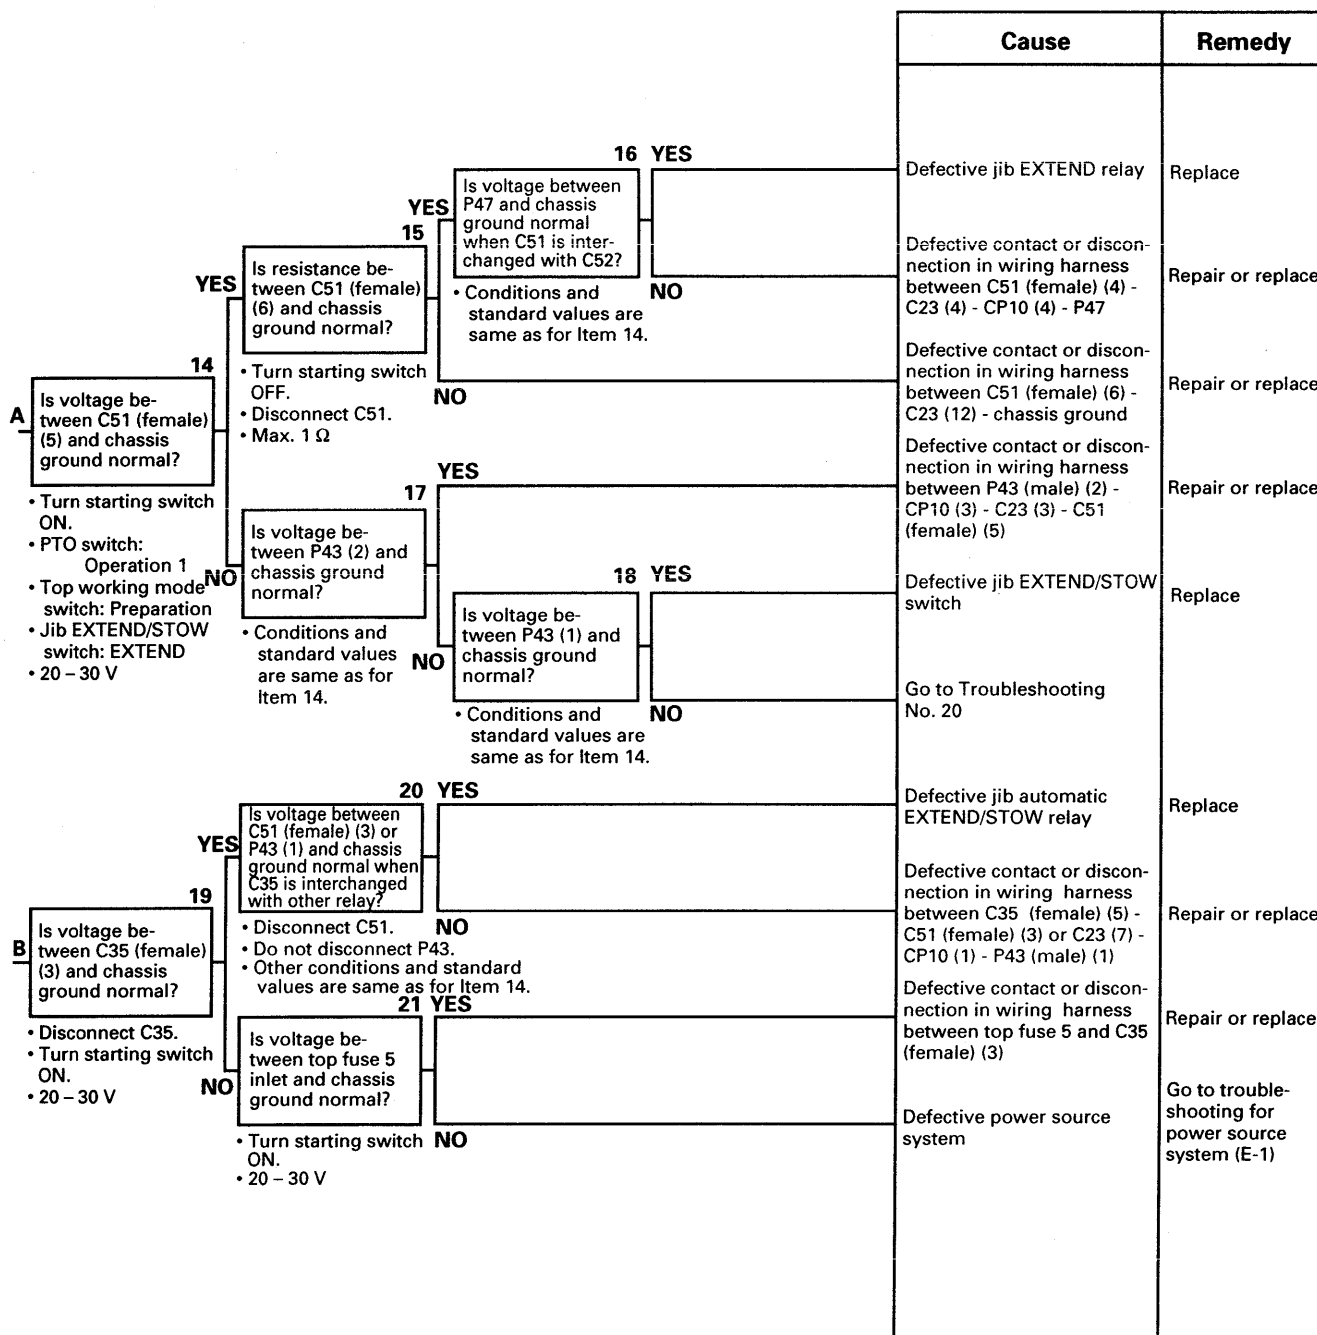 Cause
Remedy
16 YES
Is voltage between
P47 and chassis
ground normal
when C51 is inter-
changed with C52?
Defective jib EXTEND relay
Replace
YES
15
Is resistance be-
tween C51 (female)
(6) and chassis
ground normal?
NO
• Conditions and
standard values are
same as for Item 14.
Defective contact or discon-
nection in wiring harness
between C51 (female) (4) -
C23 (4) - CP10 (4) - P47
Repair or replace
YES
14
• Turn starting switch
OFF.
• Disconnect C51.
• Max. 1 Ω
NO
Defective contact or discon-
nection in wiring harness
between C51 (female) (6) -
C23 (12) - chassis ground
Repair or replace
A
Is voltage be-
tween C51 (female)
(5) and chassis
ground normal?
• Turn starting switch
ON.
• PTO switch:
Operation 1
• Top working mode
switch: Preparation
• Jib EXTEND/STOW
switch: EXTEND
• 20 – 30 V
NO
17
YES
Is voltage be-
tween P43 (2) and
chassis ground
normal?
• Conditions and
standard values
are same as for
Item 14.
Defective contact or discon-
nection in wiring harness
between P43 (male) (2) -
CP10 (3) - C23 (3) - C51
(female) (5)
Repair or replace
NO
18 YES
Is voltage be-
tween P43 (1) and
chassis ground
normal?
• Conditions and
standard values are
same as for Item 14.
Defective jib EXTEND/STOW
switch
Replace
NO
Go to Troubleshooting
No. 20
20 YES
YES
Is voltage between
C51 (female) (3) or
P43 (1) and chassis
ground normal when
C35 is interchanged
with other relay?
Defective jib automatic
EXTEND/STOW relay
Replace
19
B
Is voltage be-
tween C35 (female)
(3) and chassis
ground normal?
• Disconnect C35.
• Turn starting switch
ON.
• 20 – 30 V
• Disconnect C51.
• Do not disconnect P43.
• Other conditions and standard
values are same as for Item 14.
NO
Defective contact or discon-
nection in wiring harness
between C35 (female) (5) -
C51 (female) (3) or C23 (7) -
CP10 (1) - P43 (male) (1)
Repair or replace
21 YES
NO
Is voltage be-
tween top fuse 5
inlet and chassis
ground normal?
• Turn starting switch
ON.
• 20 – 30 V
Defective contact or discon-
nection in wiring harness
between top fuse 5 and C35
(female) (3)
Repair or replace
NO
Defective power source
system
Go to trouble-
shooting for
power source
system (E-1)